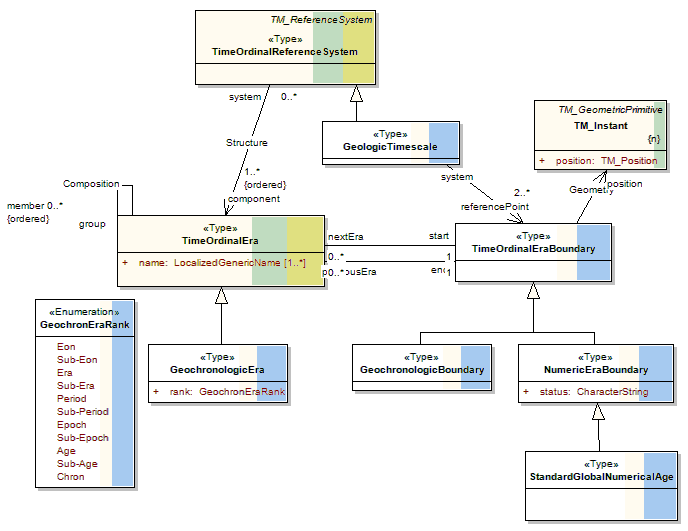 TM_ReferenceSystem
«Type»
TimeOrdinalReferenceSystem
system
0..*
Structure
1..*
{ordered}
component
«Type»
GeologicTimescale
system
2..*
referencePoint
TM_GeometricPrimitive
TM_Instant
{n}
+ position: TM_Position
Geometry
position
Composition
member 0..*
{ordered}
group
«Type»
TimeOrdinalEra
+ name: LocalizedGenericName [1..*]
nextEra
start
0..*
1
0..*
ousEra
1
«Type»
TimeOrdinalEraBoundary
«Enumeration»
GeochronEraRank
Eon
Sub-Eon
Era
Sub-Era
Period
Sub-Period
Epoch
Sub-Epoch
Age
Sub-Age
Chron
«Type»
GeochronologicEra
+ rank: GeochronEraRank
«Type»
GeochronologicBoundary
«Type»
NumericEraBoundary
+ status: CharacterString
«Type»
StandardGlobalNumericalAge